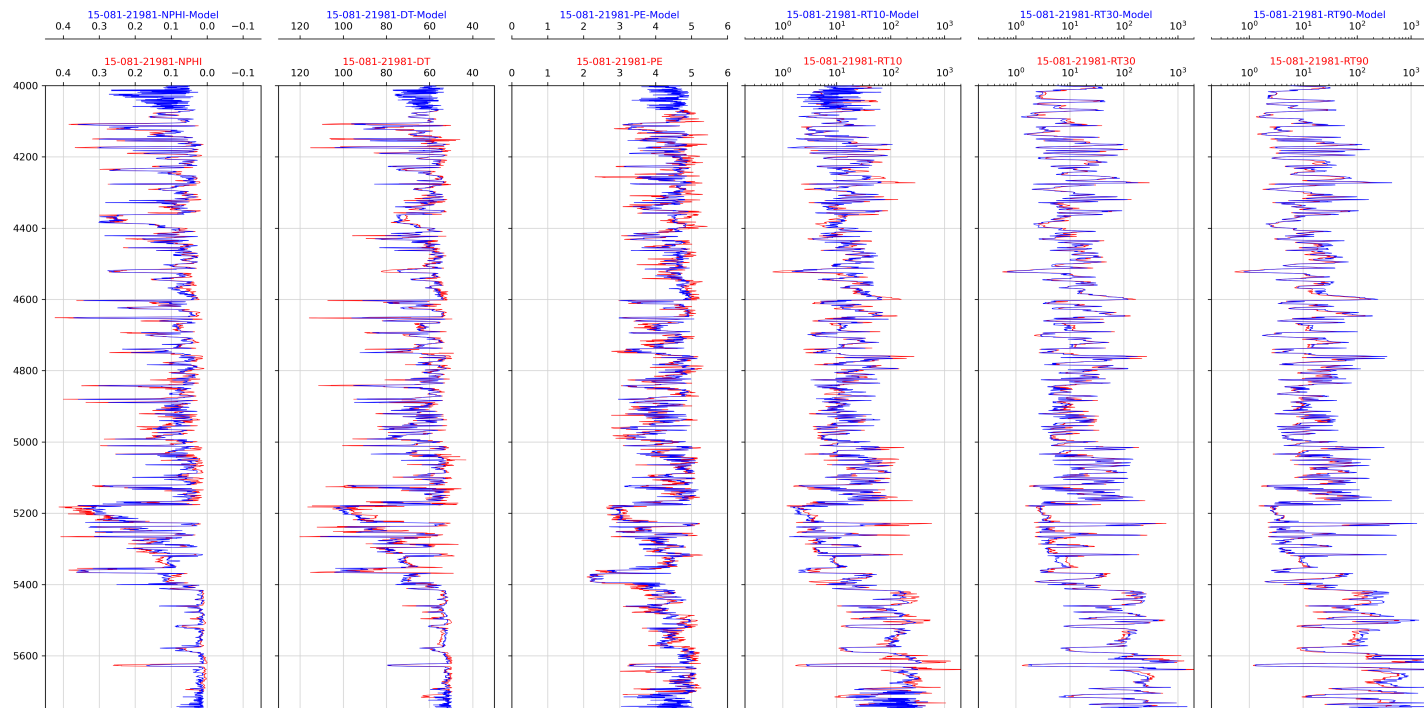 15-081-21981-NPHI-Model 15-081-21981-DT-Model 15-081-21981-PE-Model 15-081-21981-RT10-Model 15-081-21981-RT30-Model 15-081-21981-RT90-Model
0.4 0.3 0.2 0.1 0.0 0.0 −0.1 120 100 80 60 40 0 1 2 3 4 5 6 10⁰ 10¹ 10² 10³ 10⁰ 10¹ 10² 10³ 10⁰ 10¹ 10² 10³
15-081-21981-NPHI 15-081-21981-DT 15-081-21981-PE 15-081-21981-RT10 15-081-21981-RT30 15-081-21981-RT90
0.4 0.3 0.2 0.1 0.0 −0.1 120 100 80 60 40 0 1 2 3 4 5 6 10⁰ 10¹ 10² 10³ 10⁰ 10¹ 10² 10³ 10⁰ 10¹ 10² 10³
4000
4200
4400
4600
4800
5000
5200
5400
5600